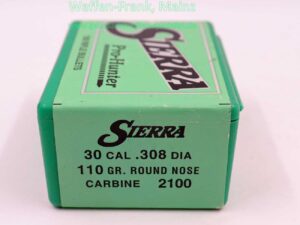 Waffen-Frank, Mainz
SIERRA
Pro-Hunter
SIERRA
30 CAL .308 DIA
110 GR. ROUND NOSE
CARBINE 2100